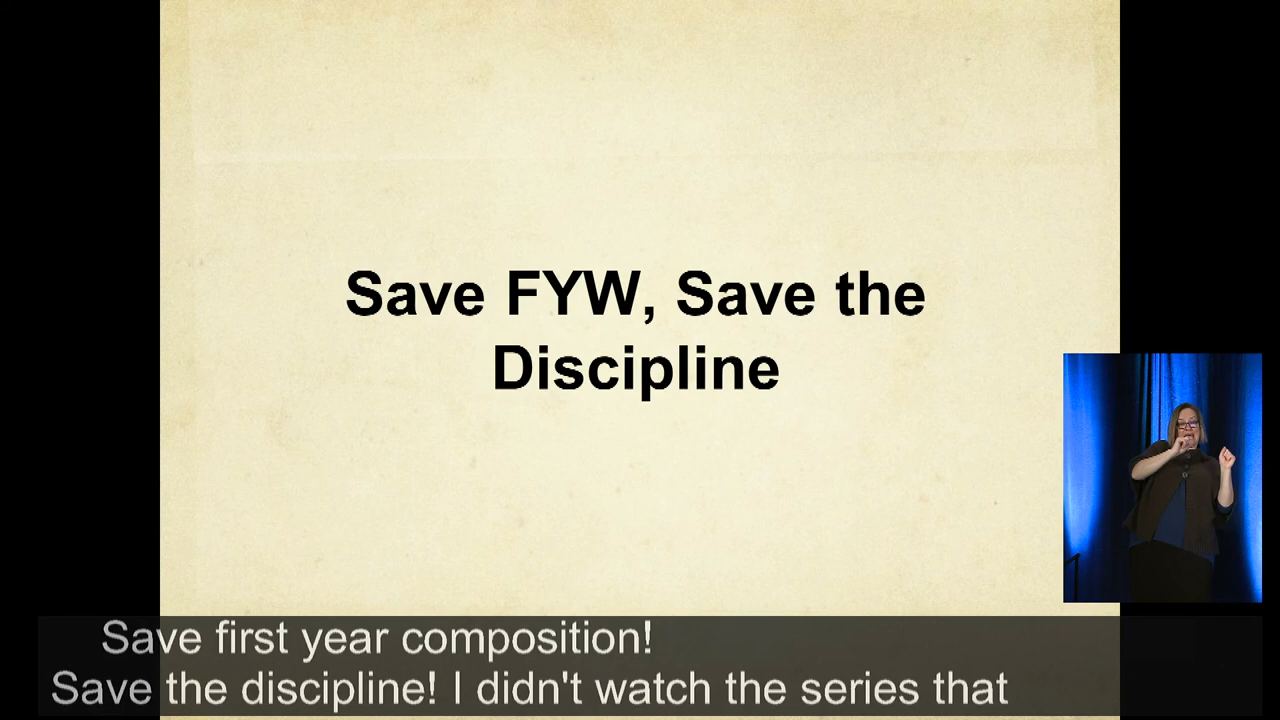 Save FYW, Save the
Discipline
Save first year composition!
Save the discipline! I didn't watch the series that